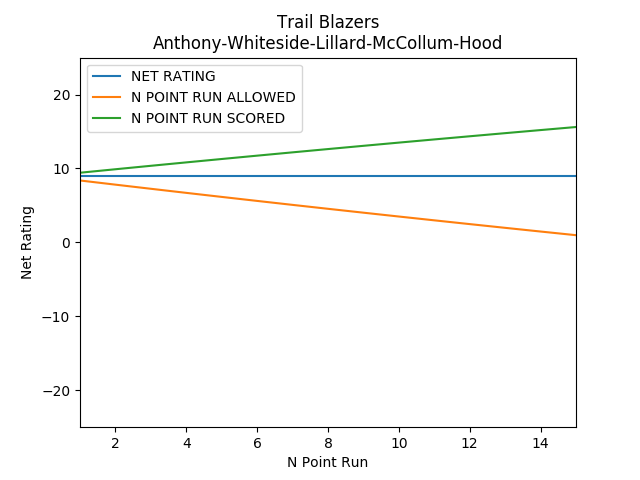 Trail Blazers
Anthony-Whiteside-Lillard-McCollum-Hood
NET RATING
N POINT RUN ALLOWED
N POINT RUN SCORED
20
10
0
−10
−20
Net Rating
2 4 6 8 10 12 14
N Point Run